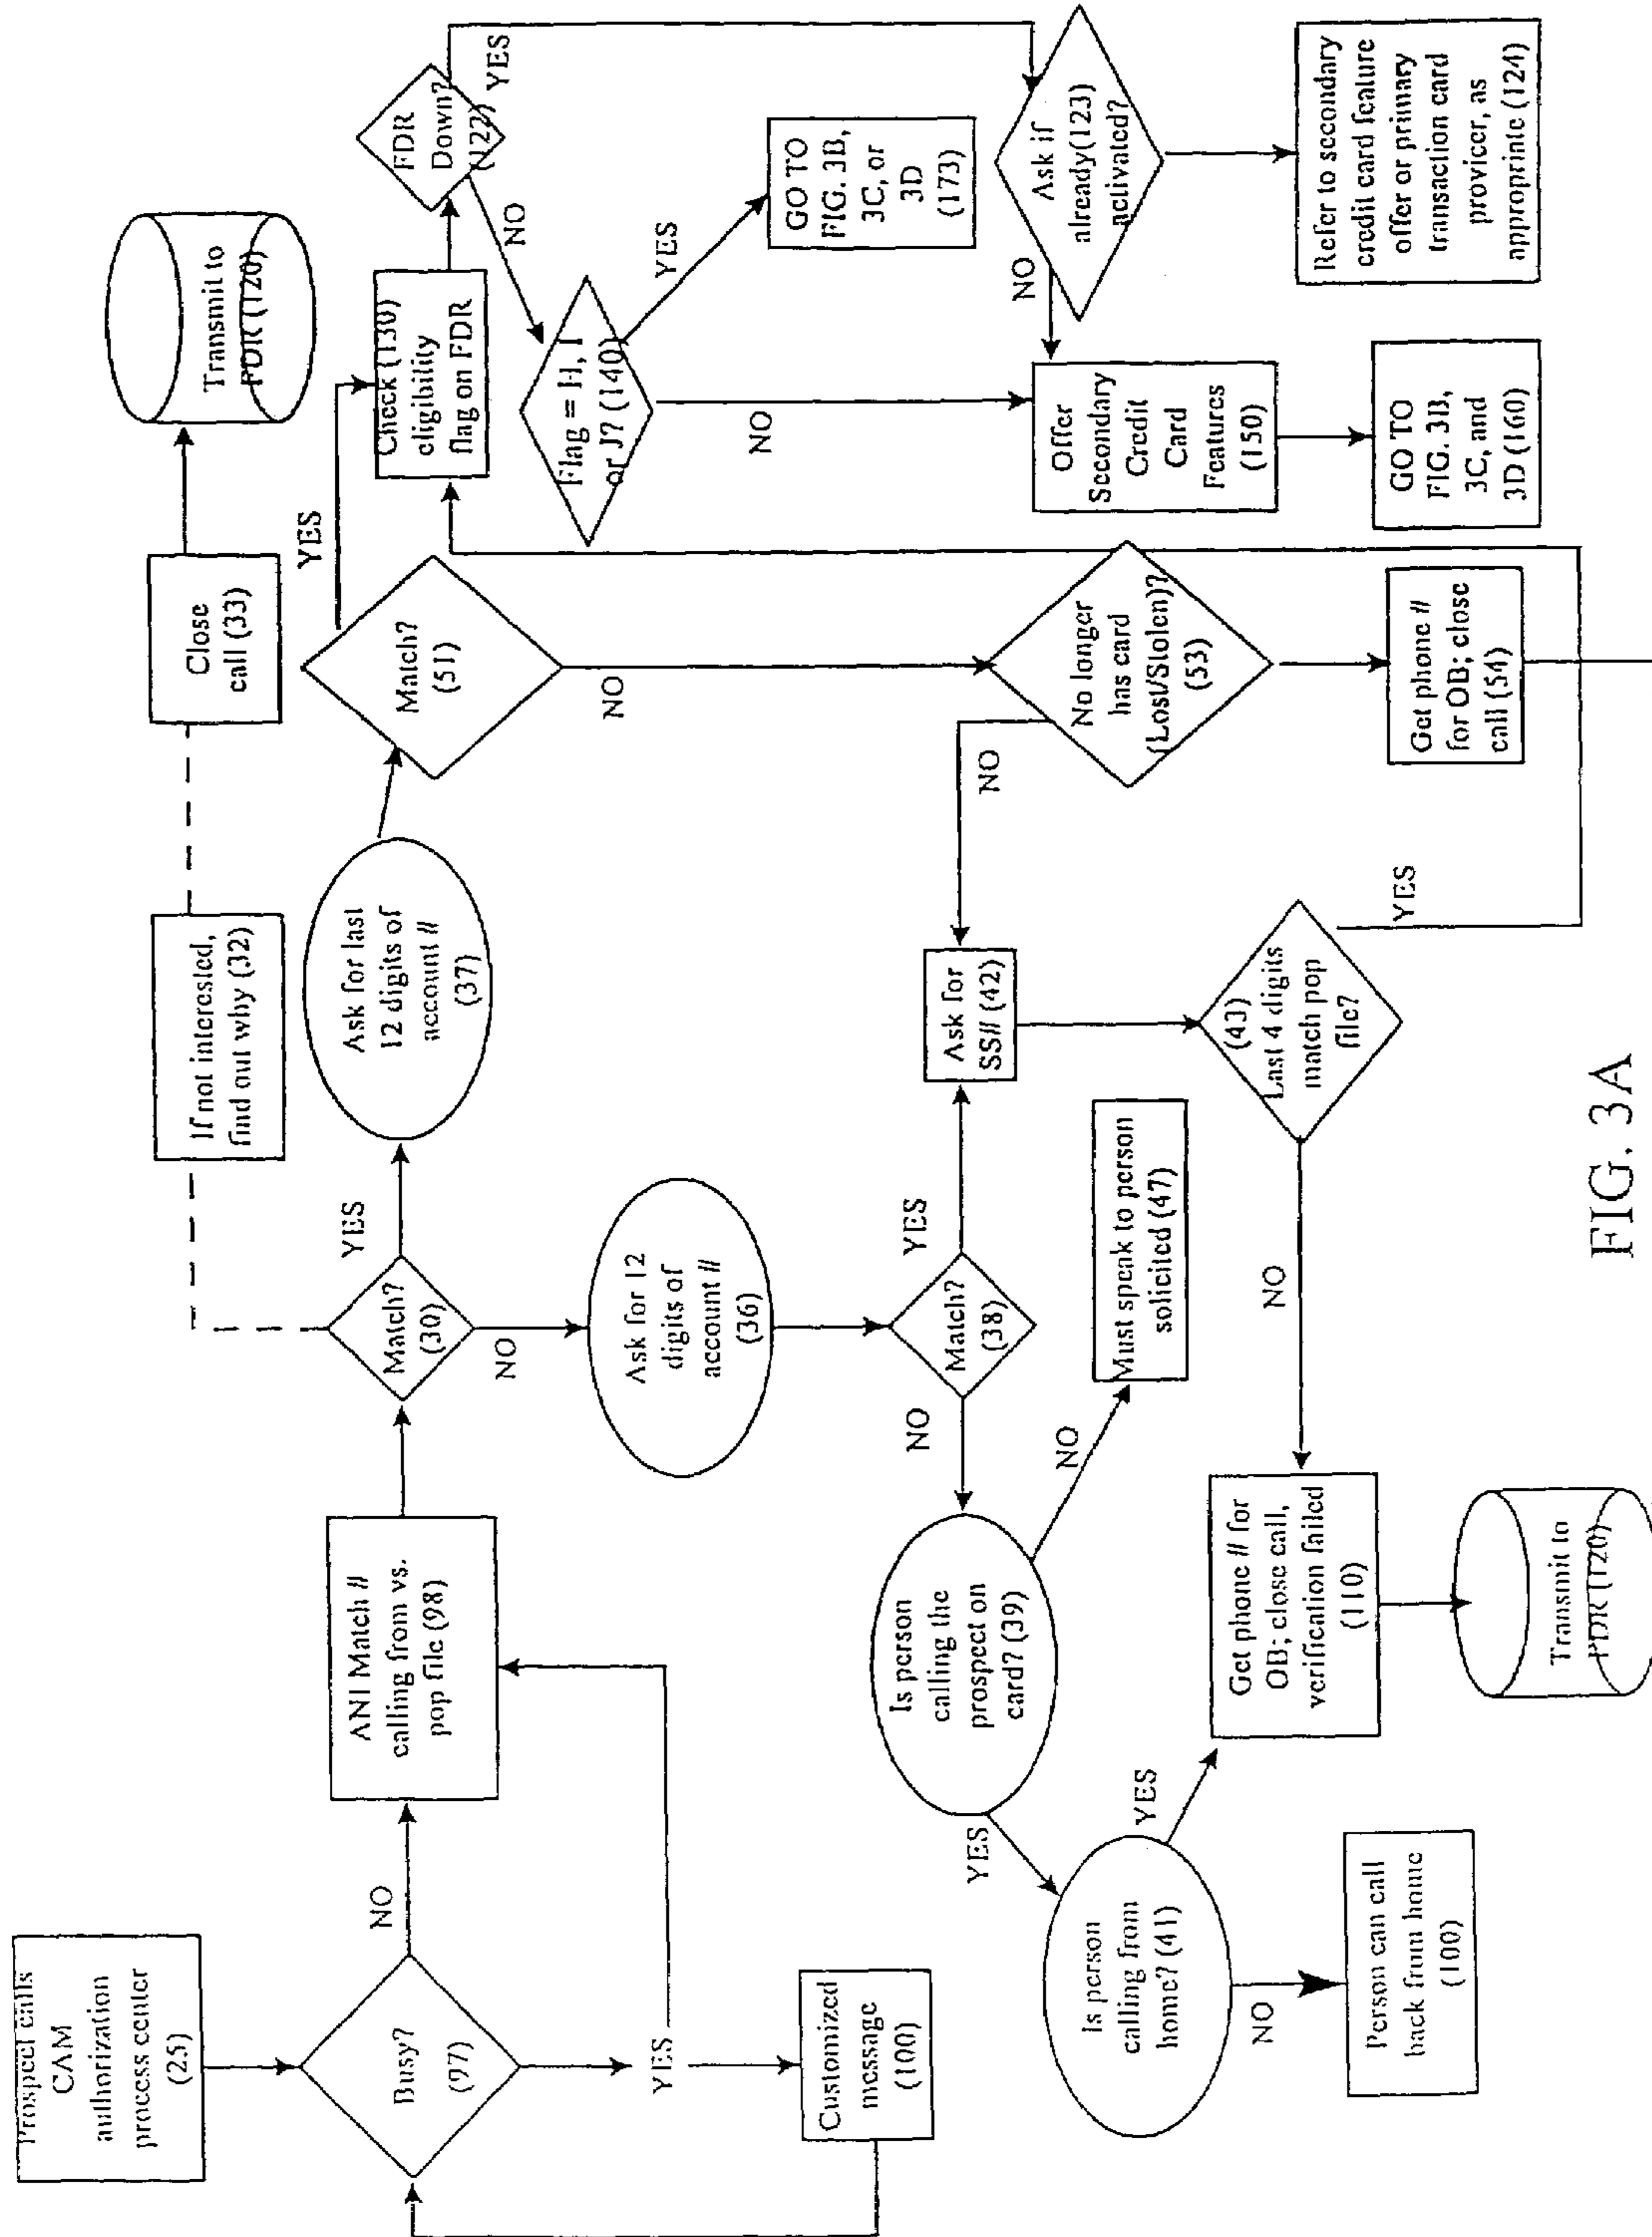 Prospect calls
CAM
authorization
process center
(25)
Busy?
(97)
NO
YES
Customized
message
(100)
ANI Match #
calling from vs.
pop file (98)
Match?
(30)
YES
NO
If not interested,
find out why (32)
Close
call (33)
Transmit to
PDR (120)
Ask for last
12 digits of
account #
(37)
Match?
(51)
YES
NO
Check (130)
eligibility
flag on FDR
FDR
Down?
(122)
YES
NO
Flag = H, I
or J? (140)
YES
NO
GO TO
FIG. 3B,
3C, or
3D
(173)
Ask if
already(123)
activated?
NO
Refer to secondary
credit card feature
offer or primary
transaction card
provicer, as
appropriate (124)
Offer
Secondary
Credit
Card
Features
(150)
GO TO
FIG. 3B,
3C, and
3D (160)
No longer
has card
(Lost/Stolen)?
(53)
NO
Get phone #
for OB; close
call (54)
Ask for 12
digits of
account #
(36)
Match?
(38)
YES
NO
Ask for
SS# (42)
(43)
Last 4 digits
match pop
file?
YES
NO
Is person
calling the
prospect on
card? (39)
NO
YES
Must speak to person
solicited (47)
Is person
calling from
home? (41)
YES
NO
Person can call
back from home
(100)
Get phone # for
OB; close call,
verification failed
(110)
Transmit to
PDR (120)
FIG. 3A